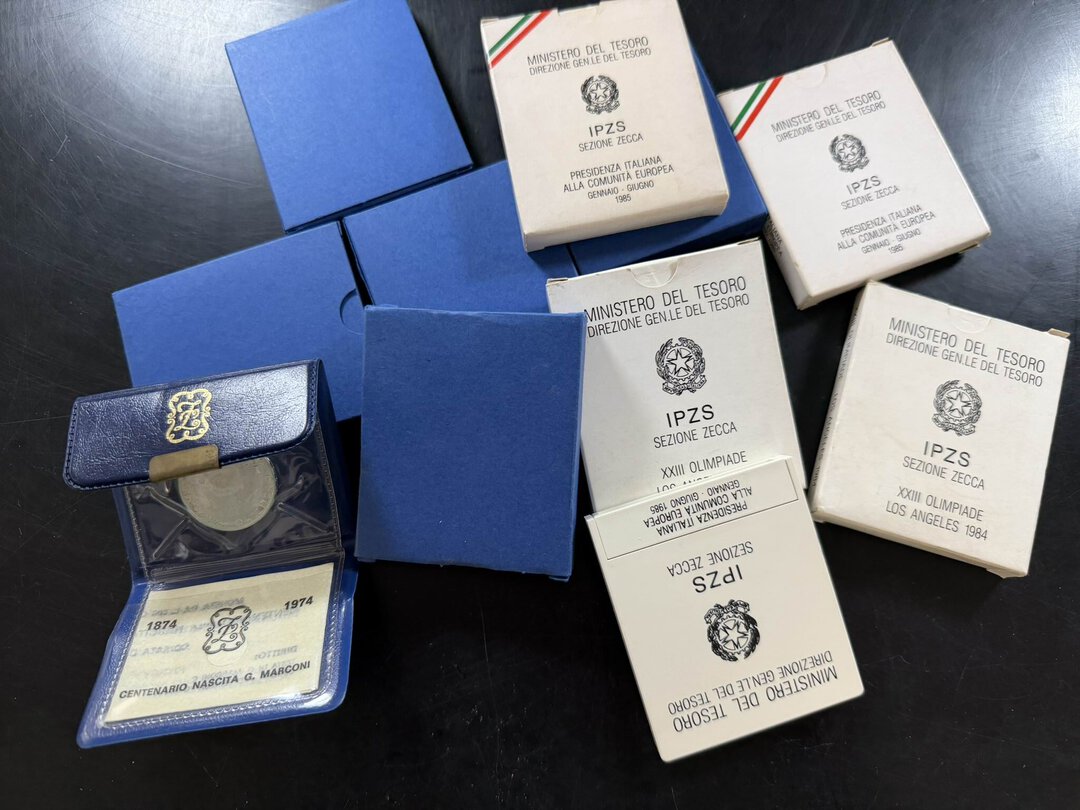 MINISTERO DEL TESORO
DIREZIONE GEN.LE DEL TESORO
IPZS
SEZIONE ZECCA
PRESIDENZA ITALIANA
ALLA COMUNITÀ EUROPEA
GENNAIO - GIUGNO
1985
MINISTERO DEL TESORO
DIREZIONE GEN.LE DEL TESORO
IPZS
SEZIONE ZECCA
PRESIDENZA ITALIANA
ALLA COMUNITÀ EUROPEA
GENNAIO - GIUGNO
1985
MINISTERO DEL TESORO
DIREZIONE GEN.LE DEL TESORO
IPZS
SEZIONE ZECCA
XXIII OLIMPIADE
MINISTERO DEL TESORO
DIREZIONE GEN.LE DEL TESORO
IPZS
SEZIONE ZECCA
XXIII OLIMPIADE
LOS ANGELES 1984
MINISTERO DEL TESORO
DIREZIONE GEN.LE DEL TESORO
IPZS
SEZIONE ZECCA
PRESIDENZA ITALIANA
ALLA COMUNITÀ EUROPEA
GENNAIO - GIUGNO 1985
1874
1974
CENTENARIO NASCITA G. MARCONI